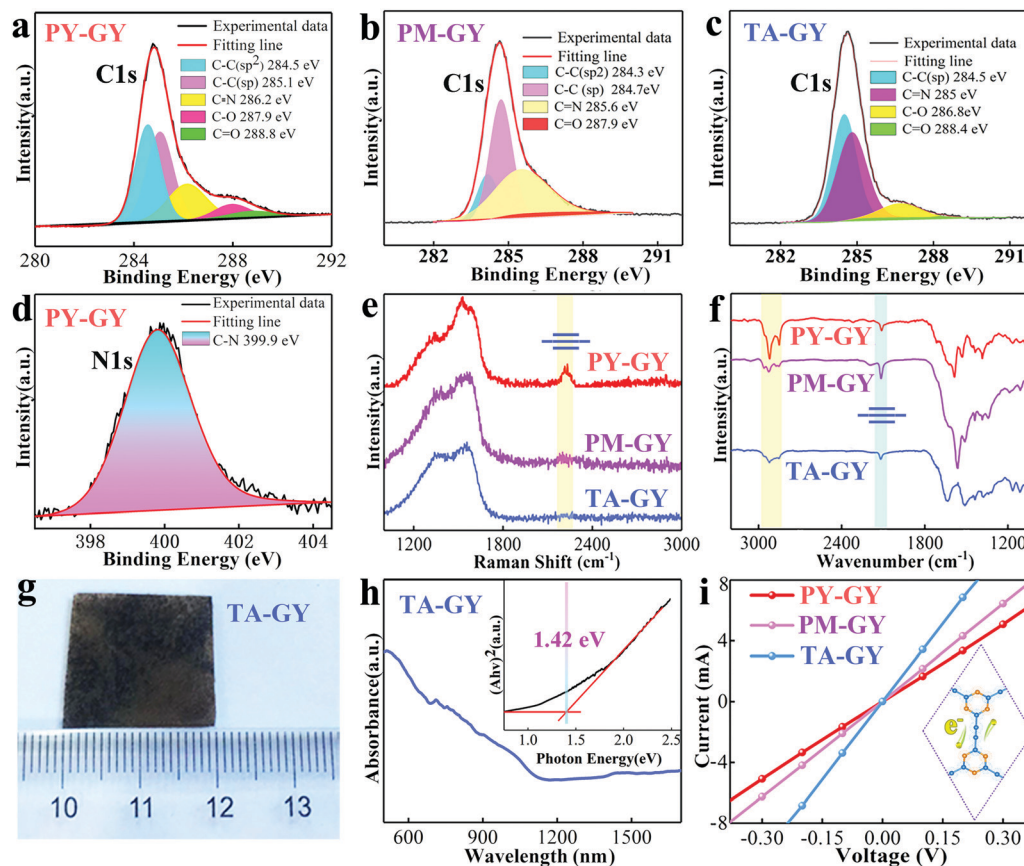 a
PY-GY
C1s
Experimental data
Fitting line
C-C(sp²) 284.5 eV
C-C(sp) 285.1 eV
C=N 286.2 eV
C-O 287.9 eV
C=O 288.8 eV
Intensity(a.u.)
280 284 288 292
Binding Energy (eV)
b
PM-GY
C1s
Experimental data
Fitting line
C-C(sp2) 284.3 eV
C-C (sp) 284.7eV
C=N 285.6 eV
C=O 287.9 eV
Intensity(a.u.)
282 285 288 291
Binding Energy (eV)
c
TA-GY
C1s
Experimental data
Fitting line
C-C(sp) 284.5 eV
C=N 285 eV
C-O 286.8eV
C=O 288.4 eV
Intensity(a.u.)
282 285 288 291
Binding Energy (eV)
d
PY-GY
N1s
Experimental data
Fitting line
C-N 399.9 eV
Intensity(a.u.)
398 400 402 404
Binding Energy (eV)
e
PY-GY
PM-GY
TA-GY
Intensity(a.u.)
1200 1800 2400 3000
Raman Shift (cm⁻¹)
f
PY-GY
PM-GY
TA-GY
Intensity(a.u.)
3000 2400 1800 1200
Wavenumber (cm⁻¹)
g
TA-GY
10 11 12 13
h
TA-GY
1.42 eV
(Ahv)²(a.u.)
1.0 1.5 2.0 2.5
Photon Energy(eV)
Absorbance(a.u.)
600 900 1200 1500
Wavelength (nm)
i
PY-GY
PM-GY
TA-GY
e⁻
Current (mA)
8
4
0
-4
-8
-0.30 -0.15 0.00 0.15 0.30
Voltage (V)